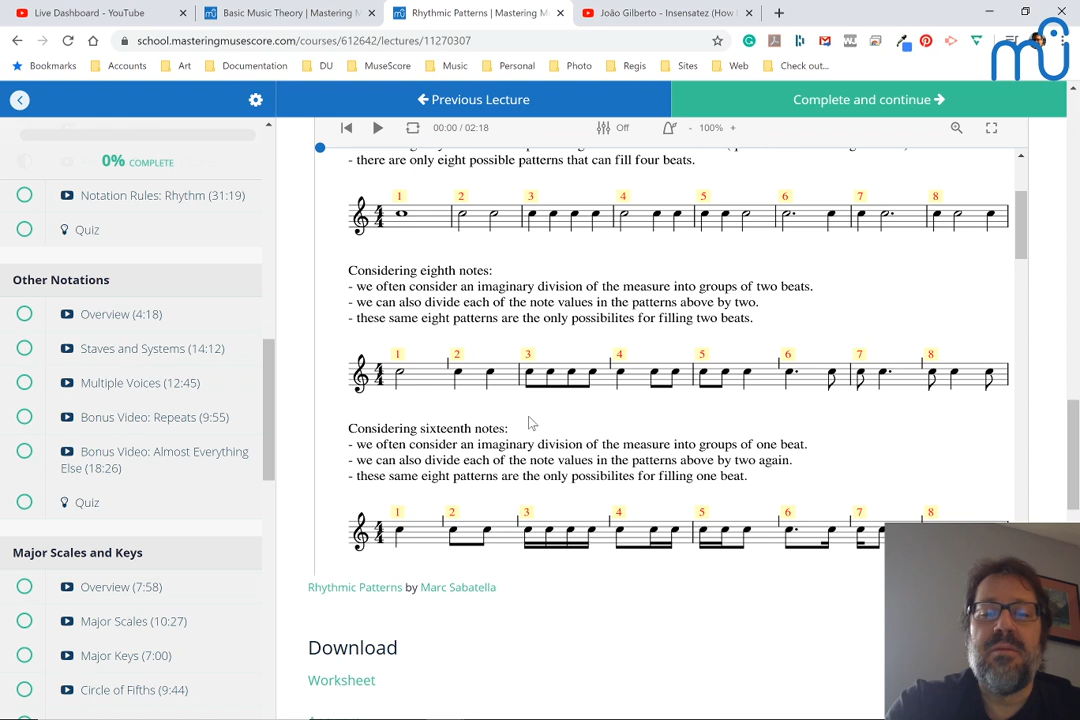 Live Dashboard - YouTube
Basic Music Theory | Mastering M
Rhythmic Patterns | Mastering M
João Gilberto - Insensatez (How
school.masteringmusescore.com/courses/612642/lectures/11270307
Bookmarks Accounts Art Documentation DU MuseScore Music Personal Photo Regis Sites Web Check out...
mu
Previous Lecture
Complete and continue
00:00 / 02:18
Off
- 100% +
0% COMPLETE
Notation Rules: Rhythm (31:19)
Quiz
Other Notations
Overview (4:18)
Staves and Systems (14:12)
Multiple Voices (12:45)
Bonus Video: Repeats (9:55)
Bonus Video: Almost Everything
Else (18:26)
Quiz
Major Scales and Keys
Overview (7:58)
Major Scales (10:27)
Major Keys (7:00)
Circle of Fifths (9:44)
- there are only eight possible patterns that can fill four beats.
1 2 3 4 5 6 7 8
4
4
Considering eighth notes:
- we often consider an imaginary division of the measure into groups of two beats.
- we can also divide each of the note values in the patterns above by two.
- these same eight patterns are the only possibilites for filling two beats.
1 2 3 4 5 6 7 8
4
4
Considering sixteenth notes:
- we often consider an imaginary division of the measure into groups of one beat.
- we can also divide each of the note values in the patterns above by two again.
- these same eight patterns are the only possibilites for filling one beat.
1 2 3 4 5 6 7 8
4
4
Rhythmic Patterns by Marc Sabatella
Download
Worksheet